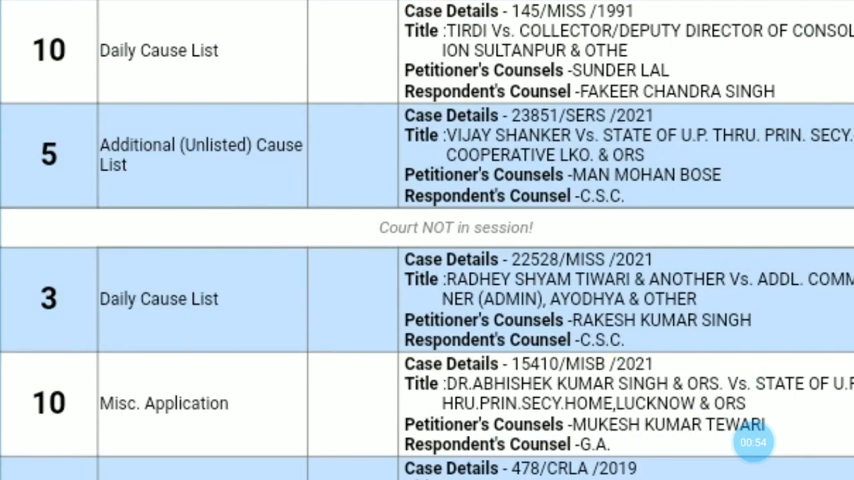 Case Details - 145/MISS /1991
10 Daily Cause List Title :TIRDI Vs. COLLECTOR/DEPUTY DIRECTOR OF CONSOL
ION SULTANPUR & OTHE
Petitioner's Counsels -SUNDER LAL
Respondent's Counsel -FAKEER CHANDRA SINGH
Case Details - 23851/SERS /2021
5 Additional (Unlisted) Cause List Title :VIJAY SHANKER Vs. STATE OF U.P. THRU. PRIN. SECY.
COOPERATIVE LKO. & ORS
Petitioner's Counsels -MAN MOHAN BOSE
Respondent's Counsel -C.S.C.
Court NOT in session!
Case Details - 22528/MISS /2021
3 Daily Cause List Title :RADHEY SHYAM TIWARI & ANOTHER Vs. ADDL. COMM
NER (ADMIN), AYODHYA & OTHER
Petitioner's Counsels -RAKESH KUMAR SINGH
Respondent's Counsel -C.S.C.
Case Details - 15410/MISB /2021
10 Misc. Application Title :DR.ABHISHEK KUMAR SINGH & ORS. Vs. STATE OF U.P
HRU.PRIN.SECY.HOME,LUCKNOW & ORS
Petitioner's Counsels -MUKESH KUMAR TEWARI
Respondent's Counsel -G.A.
00:54
Case Details - 478/CRLA /2019